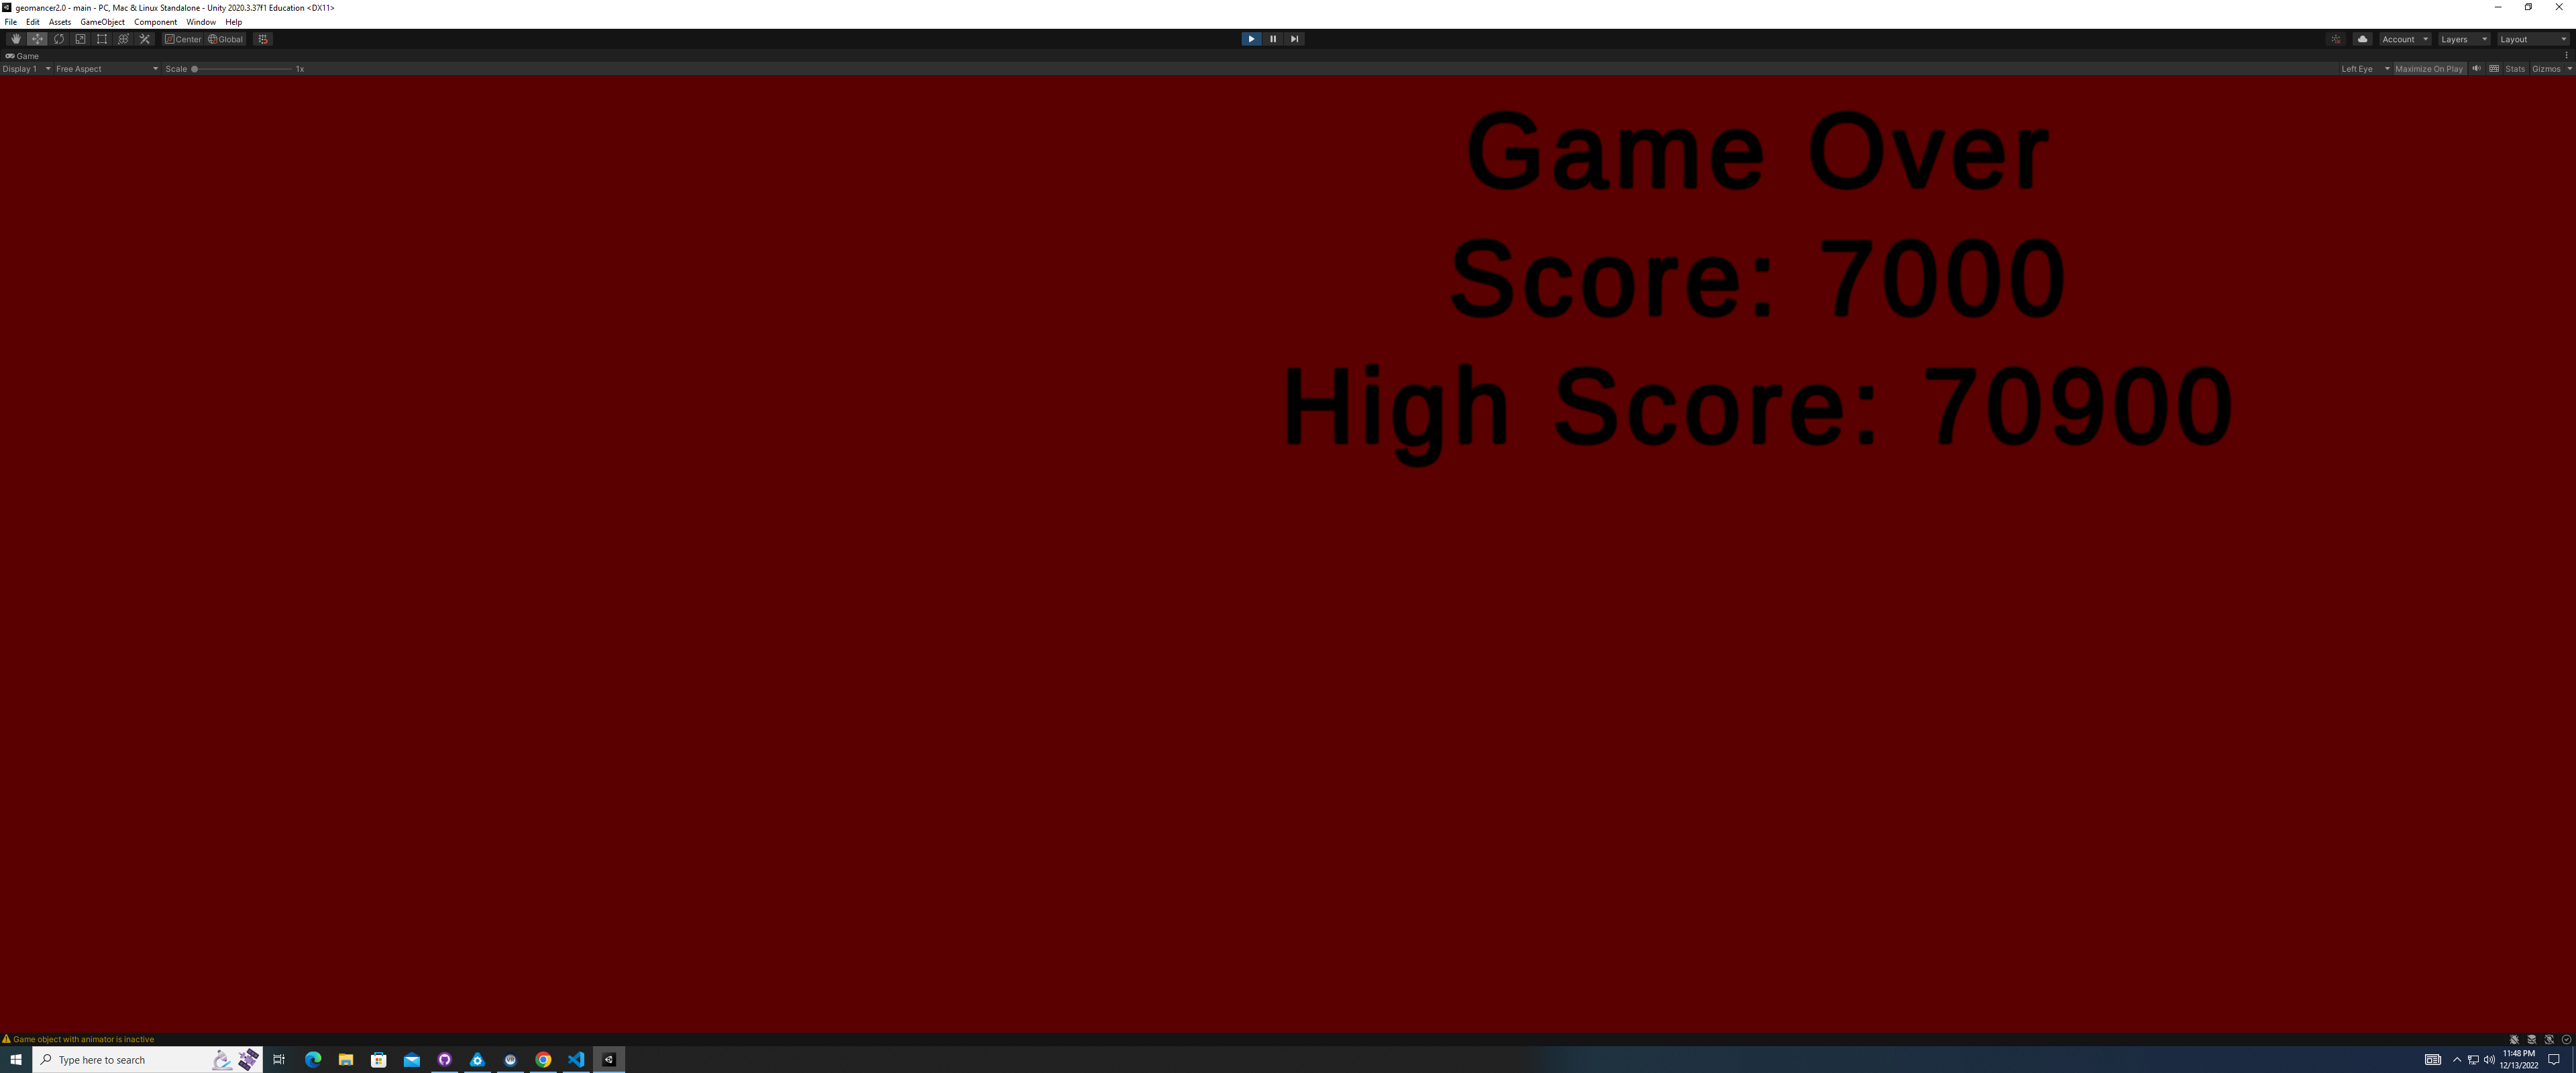 geomancer2.0 - main - PC, Mac & Linux Standalone - Unity 2020.3.37f1 Education <DX11>
File Edit Assets GameObject Component Window Help
Center Global Account Layers Layout
Game
Display 1 Free Aspect Scale 1x Left Eye Maximize On Play Stats Gizmos
Game Over
Score: 7000
High Score: 70900
Game object with animator is inactive
Type here to search
11:48 PM
12/13/2022